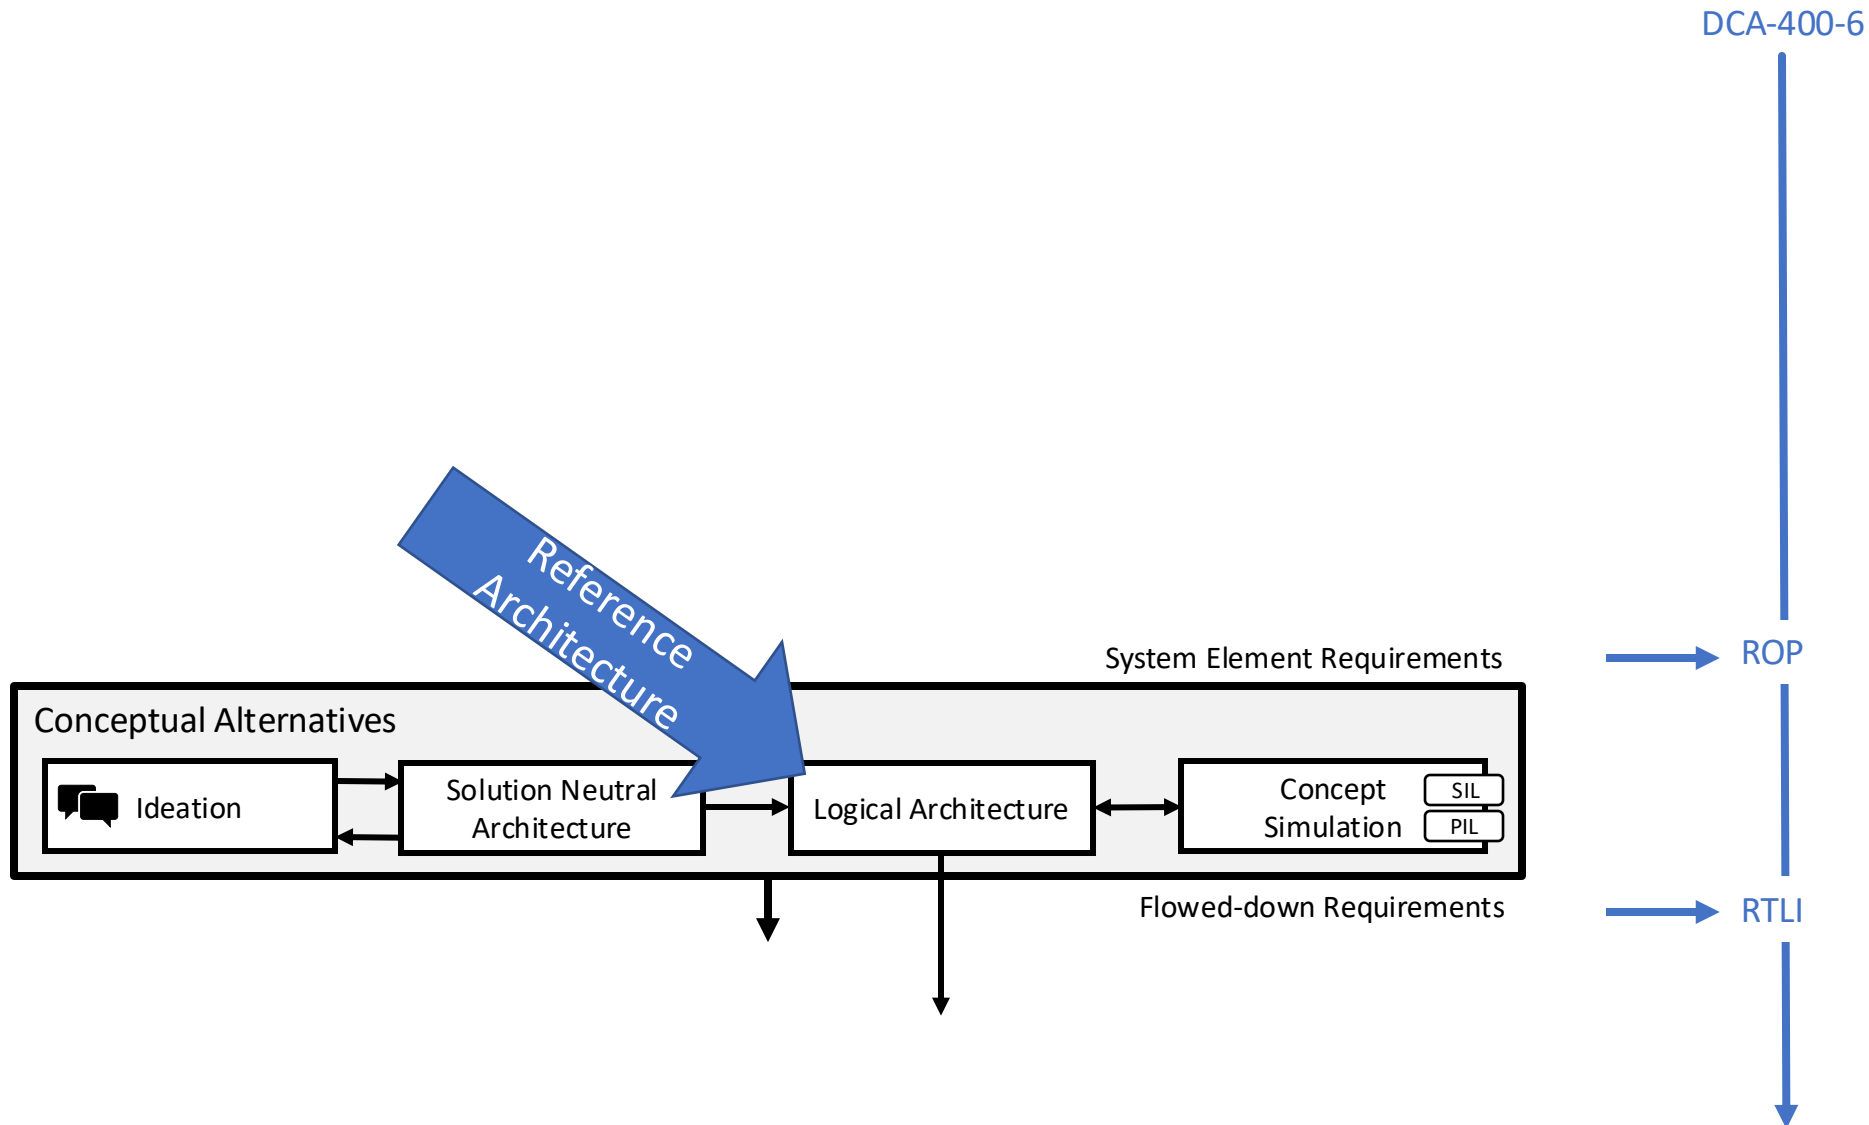 DCA-400-6
Reference
Architecture
System Element Requirements
ROP
Conceptual Alternatives
Ideation
Solution Neutral
Architecture
Logical Architecture
Concept
Simulation
SIL
PIL
Flowed-down Requirements
RTLI